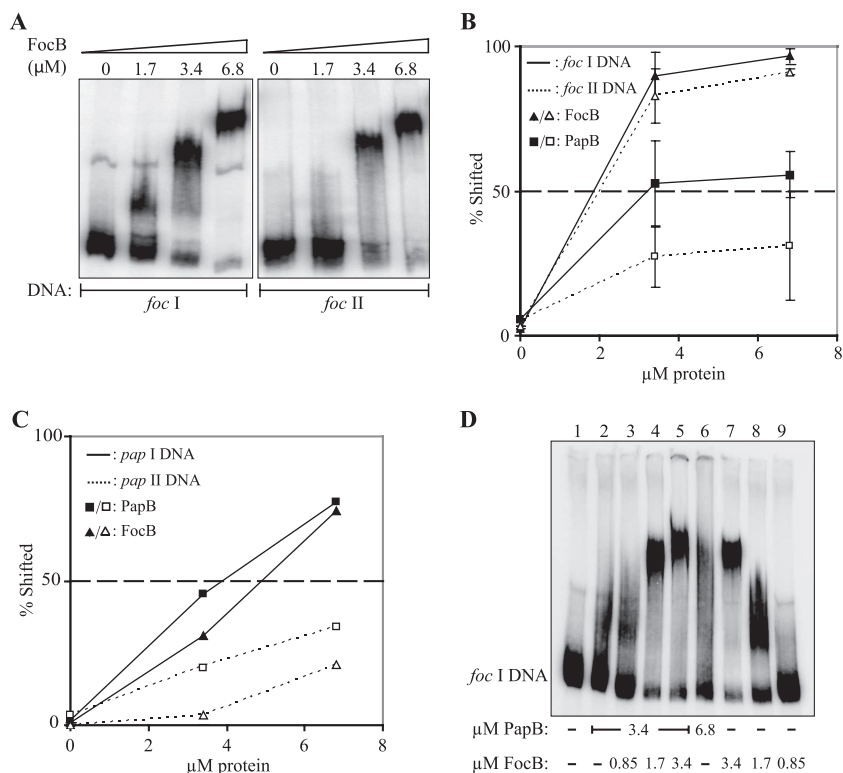 A
FocB
(µM)
0 1.7 3.4 6.8 0 1.7 3.4 6.8
DNA:
foc I foc II
B
100
50
0
% Shifted
—: foc I DNA
······: foc II DNA
▲/△: FocB
■/□: PapB
0 2 4 6 8
µM protein
C
100
50
0
% Shifted
—: pap I DNA
······: pap II DNA
■/□: PapB
▲/△: FocB
0 2 4 6 8
µM protein
D
1 2 3 4 5 6 7 8 9
foc I DNA
µM PapB – 3.4 6.8 – – –
µM FocB – – 0.85 1.7 3.4 – 3.4 1.7 0.85